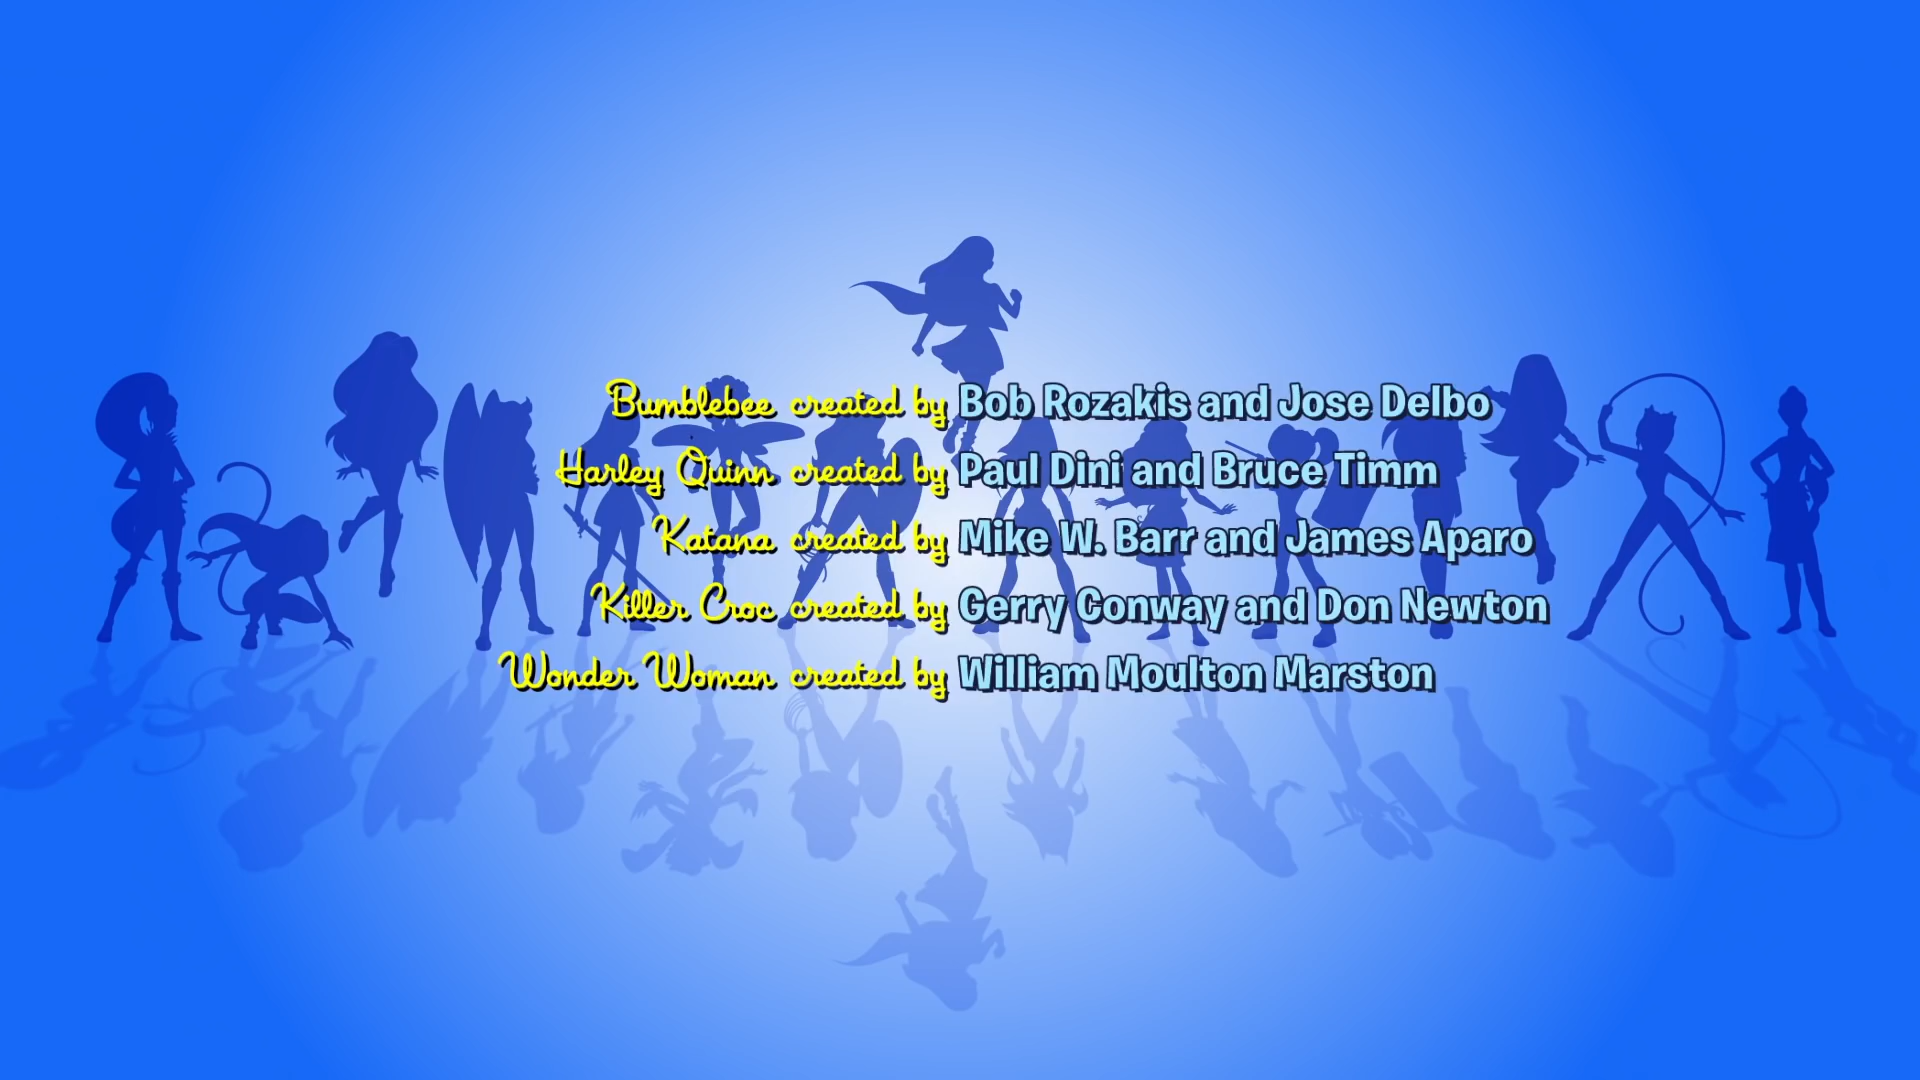 Bumblebee created by Bob Rozakis and Jose Delbo
Harley Quinn created by Paul Dini and Bruce Timm
Katana created by Mike W. Barr and James Aparo
Killer Croc created by Gerry Conway and Don Newton
Wonder Woman created by William Moulton Marston